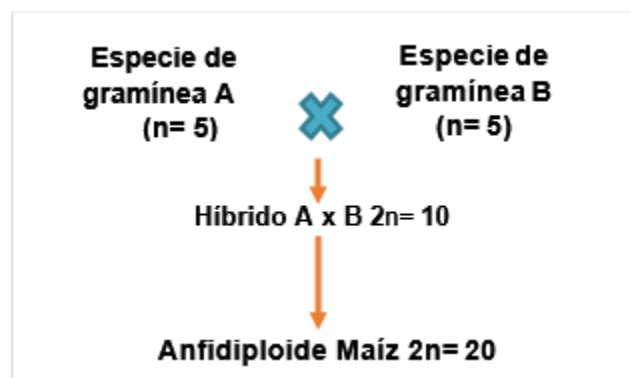 Especie de
gramínea A
(n= 5)
Especie de
gramínea B
(n= 5)
Híbrido A x B 2n= 10
Anfidiploide Maíz 2n= 20